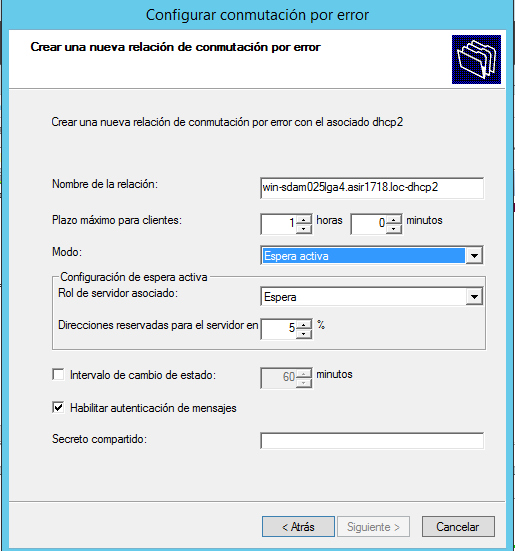 Configurar conmutación por error
Crear una nueva relación de conmutación por error
Crear una nueva relación de conmutación por error con el asociado dhcp2
Nombre de la relación: win-sdam025lga4.asir1718.loc-dhcp2
Plazo máximo para clientes: 1 horas 0 minutos
Modo: Espera activa
Configuración de espera activa
Rol de servidor asociado: Espera
Direcciones reservadas para el servidor en 5 %
Intervalo de cambio de estado: 60 minutos
Habilitar autenticación de mensajes
Secreto compartido:
< Atrás Siguiente > Cancelar